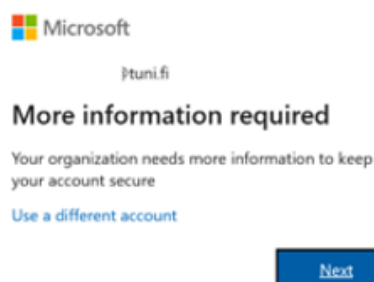 Microsoft
tuni.fi
More information required
Your organization needs more information to keep
your account secure
Use a different account
Next